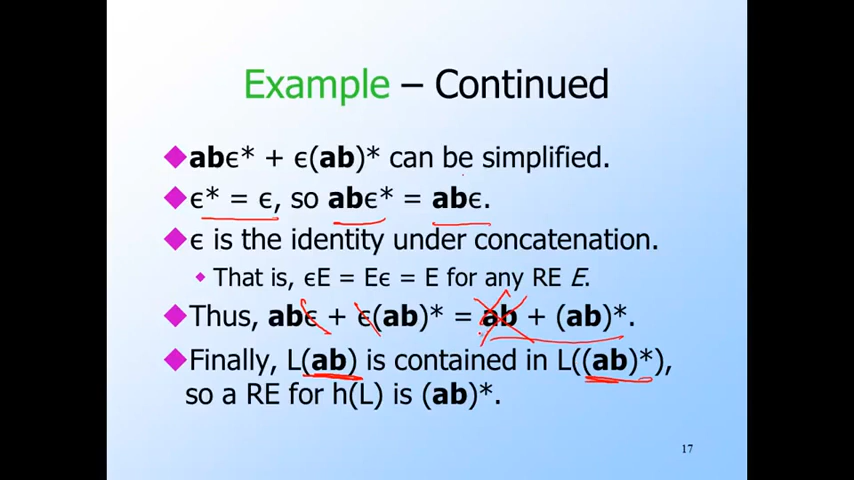 Example – Continued
◆abϵ* + ϵ(ab)* can be simplified.
◆ϵ* = ϵ, so abϵ* = abϵ.
◆ϵ is the identity under concatenation.
◆ That is, ϵE = Eϵ = E for any RE E.
◆Thus, abϵ + ϵ(ab)* = ab + (ab)*.
◆Finally, L(ab) is contained in L((ab)*),
so a RE for h(L) is (ab)*.
17